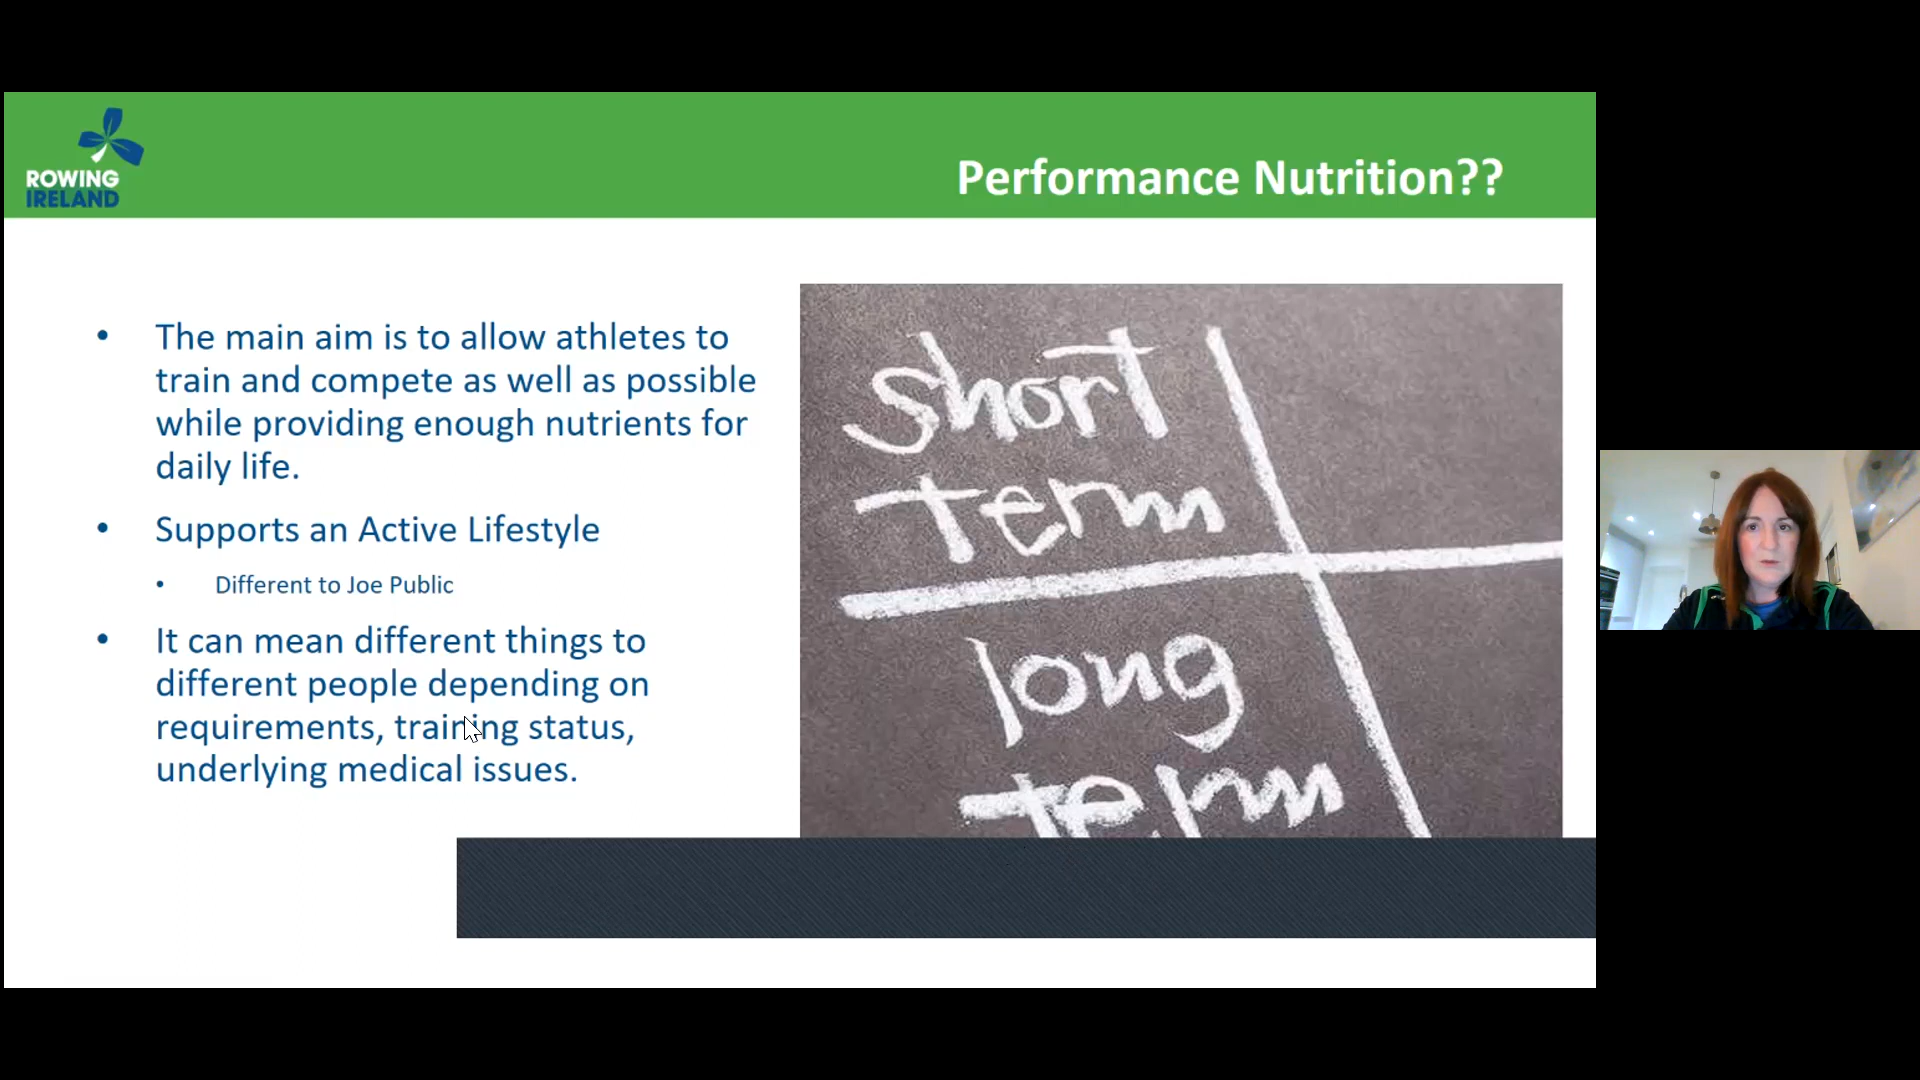 ROWING
IRELAND
Performance Nutrition??
• The main aim is to allow athletes to
train and compete as well as possible
while providing enough nutrients for
daily life.
• Supports an Active Lifestyle
• Different to Joe Public
• It can mean different things to
different people depending on
requirements, training status,
underlying medical issues.
short
term
long
term